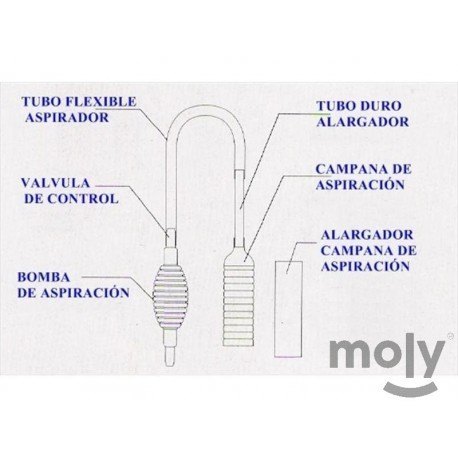 TUBO FLEXIBLE
ASPIRADOR
VALVULA
DE CONTROL
BOMBA
DE ASPIRACIÓN
TUBO DURO
ALARGADOR
CAMPANA DE
ASPIRACIÓN
ALARGADOR
CAMPANA DE
ASPIRACIÓN
moly